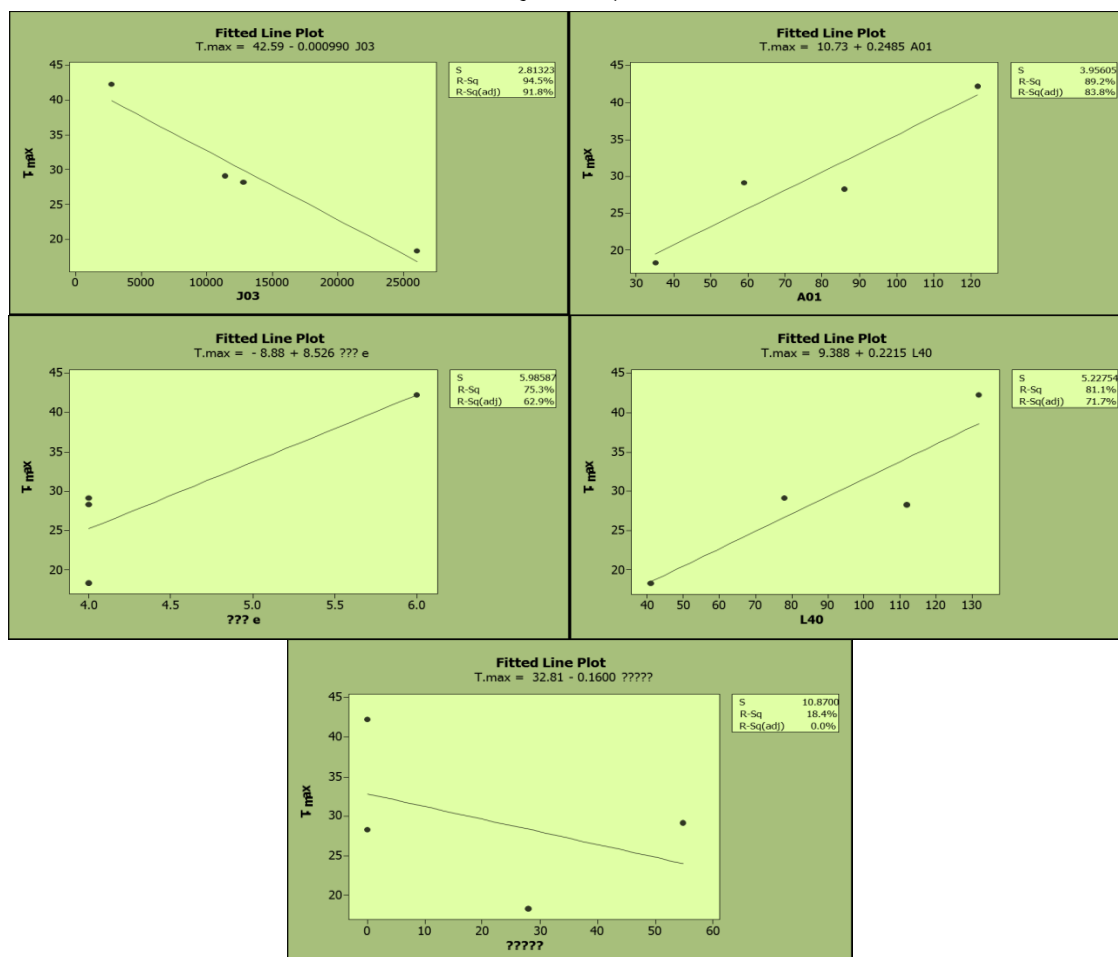 Fitted Line Plot
T.max = 42.59 - 0.000990 J03
S 2.81323
R-Sq 94.5%
R-Sq(adj) 91.8%
45
40
35
30
25
20
T.max
0 5000 10000 15000 20000 25000
J03
Fitted Line Plot
T.max = 10.73 + 0.2485 A01
S 3.95605
R-Sq 89.2%
R-Sq(adj) 83.8%
45
40
35
30
25
20
T.max
30 40 50 60 70 80 90 100 110 120
A01
Fitted Line Plot
T.max = - 8.88 + 8.526 ??? e
S 5.98587
R-Sq 75.3%
R-Sq(adj) 62.9%
45
40
35
30
25
20
T.max
4.0 4.5 5.0 5.5 6.0
??? e
Fitted Line Plot
T.max = 9.388 + 0.2215 L40
S 5.22754
R-Sq 81.1%
R-Sq(adj) 71.7%
45
40
35
30
25
20
T.max
40 50 60 70 80 90 100 110 120 130
L40
Fitted Line Plot
T.max = 32.81 - 0.1600 ?????
S 10.8700
R-Sq 18.4%
R-Sq(adj) 0.0%
45
40
35
30
25
20
T.max
0 10 20 30 40 50 60
?????